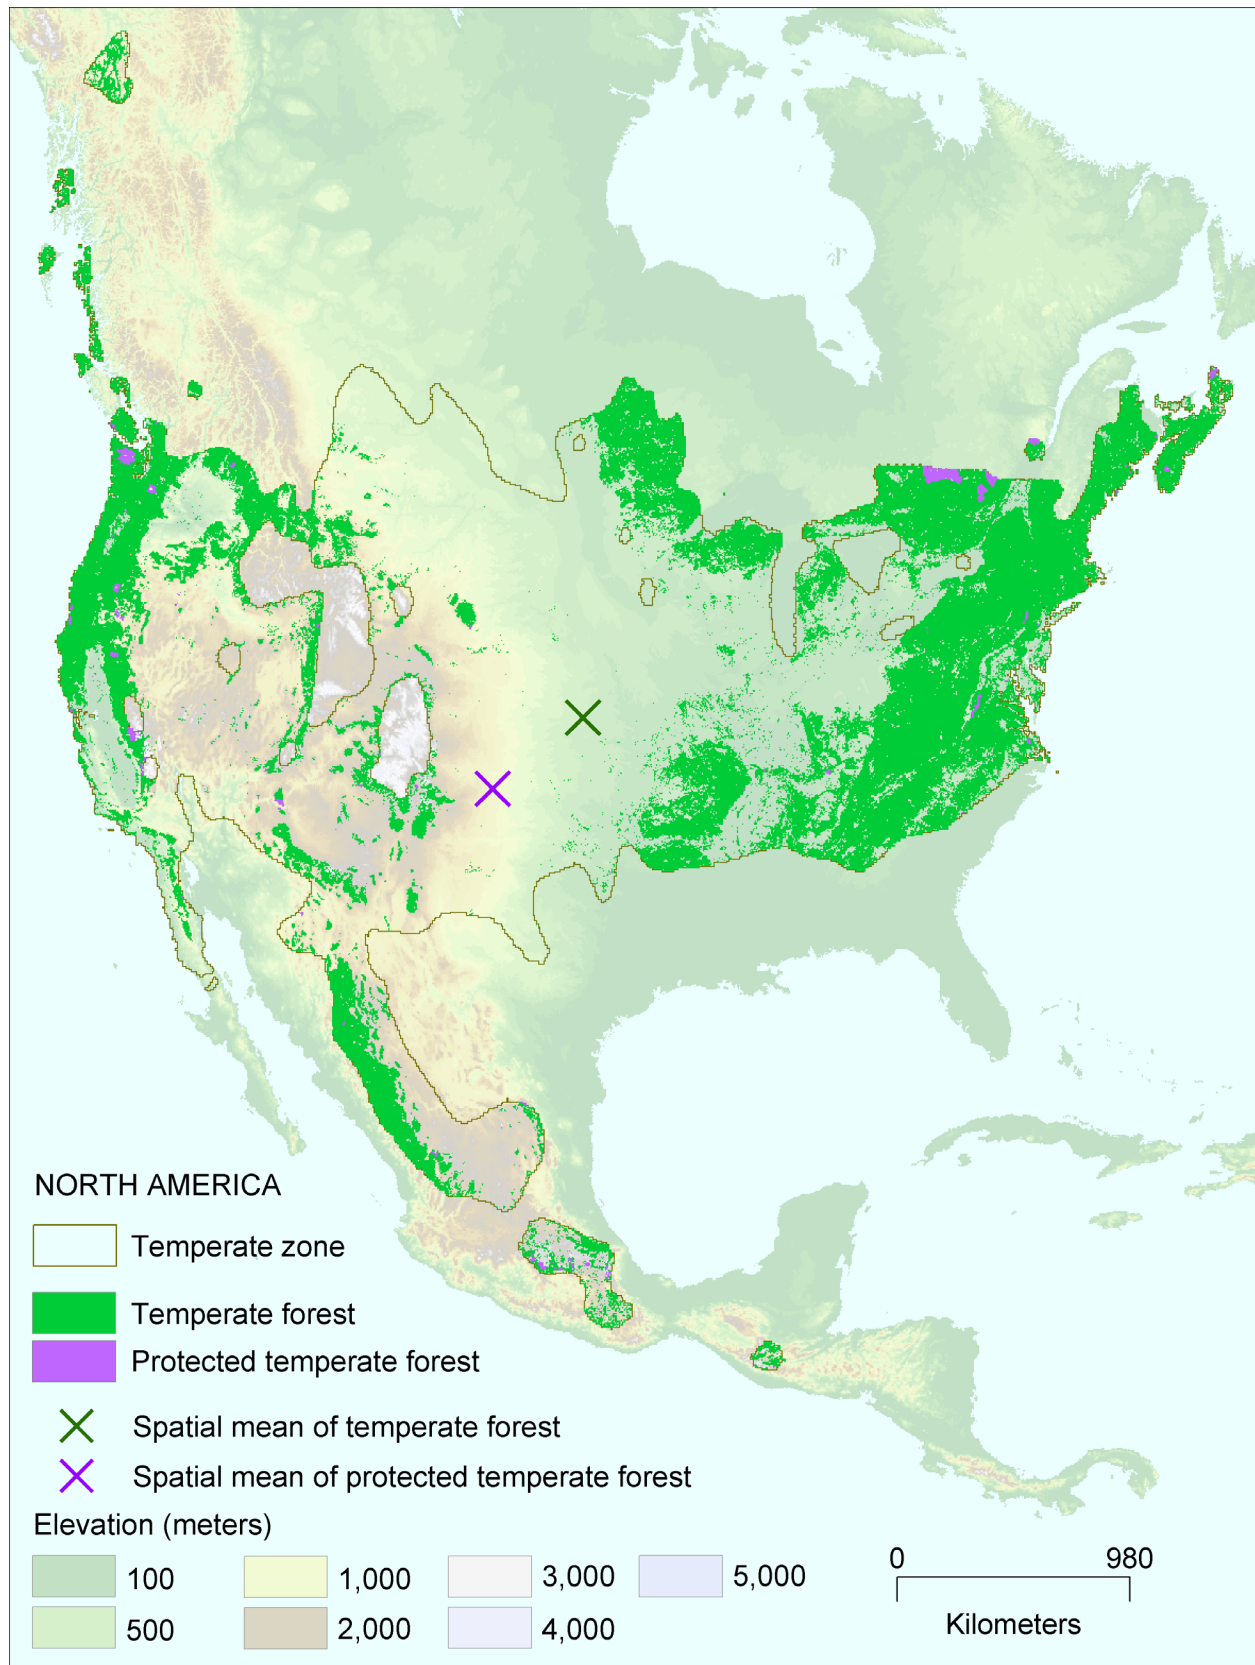 NORTH AMERICA
Temperate zone
Temperate forest
Protected temperate forest
Spatial mean of temperate forest
Spatial mean of protected temperate forest
Elevation (meters)
100 1,000 3,000 5,000
500 2,000 4,000
0 980
Kilometers